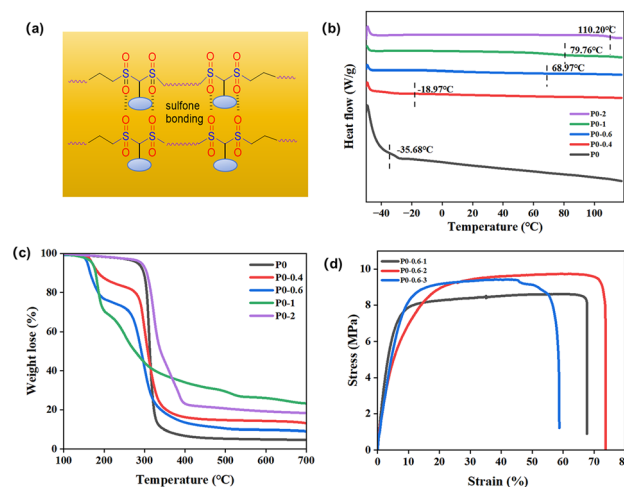 (a)
O O O O
S S S S
O O O O
sulfone
bonding
O O O O
S S S S
O O O O
(b)
Heat flow (W/g)
110.20℃
79.76℃
68.97℃
-18.97℃
-35.68℃
P0-2
P0-1
P0-0.6
P0-0.4
P0
-40 -20 0 20 40 60 80 100
Temperature (℃)
(c)
Weight lose (%)
100
80
60
40
20
0
P0
P0-0.4
P0-0.6
P0-1
P0-2
100 200 300 400 500 600 700
Temperature (℃)
(d)
Stress (MPa)
10
8
6
4
2
0
P0-0.6-1
P0-0.6-2
P0-0.6-3
0 10 20 30 40 50 60 70 80
Strain (%)